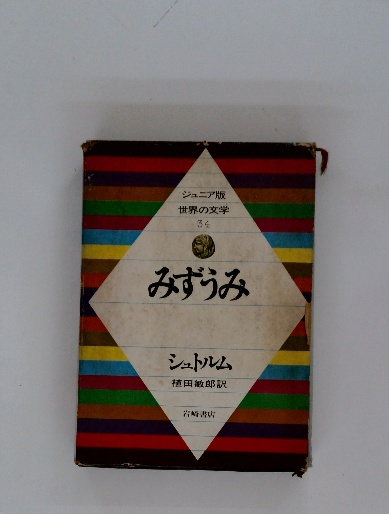 ジュニア版
世界の文学
34
みずうみ
シュトルム
植田敏郎訳
岩崎書店